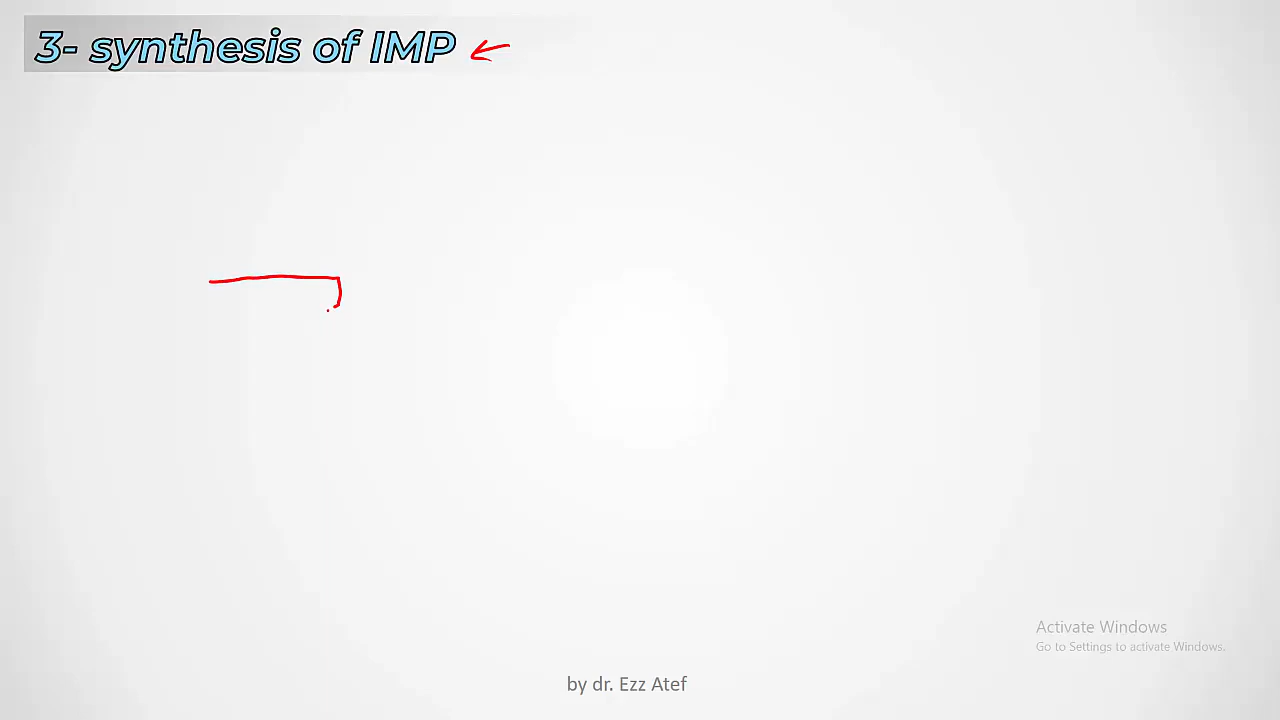 3- synthesis of IMP
Activate Windows
Go to Settings to activate Windows.
by dr. Ezz Atef